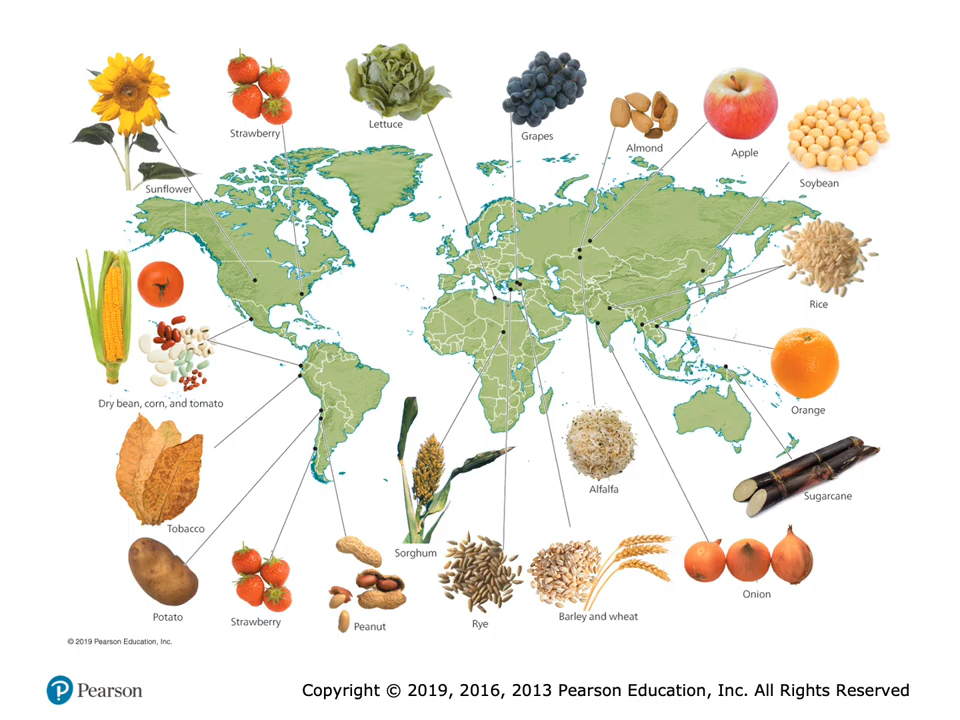 Strawberry
Lettuce
Grapes
Almond
Apple
Soybean
Sunflower
Rice
Dry bean, corn, and tomato
Orange
Tobacco
Alfalfa
Sugarcane
Sorghum
Potato
Strawberry
Peanut
Rye
Barley and wheat
Onion
© 2019 Pearson Education, Inc.
P Pearson
Copyright © 2019, 2016, 2013 Pearson Education, Inc. All Rights Reserved